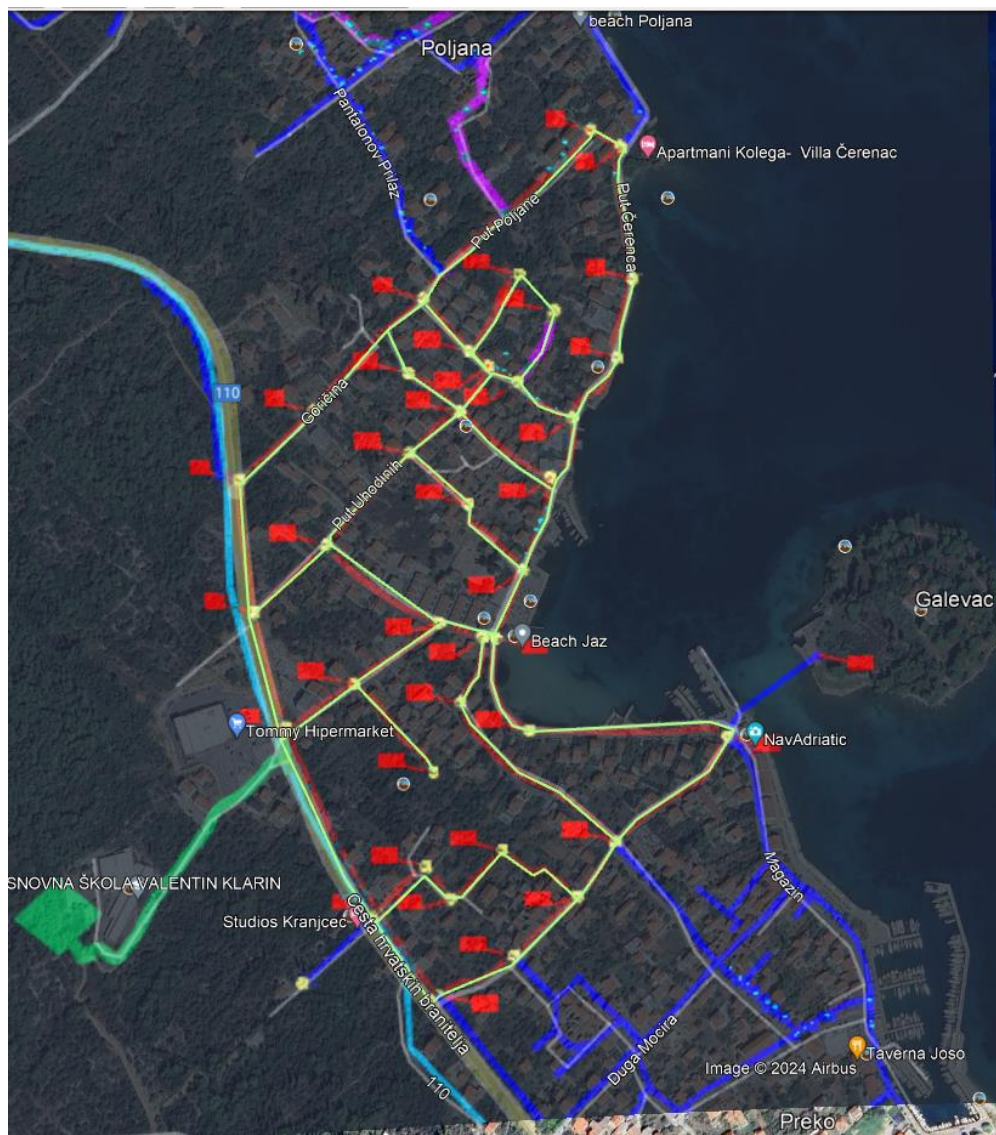 beach Poljana
Poljana
Pantalonov Prilaz
Apartmani Kolega- Villa Čerenac
Put Poljane
Put Čerenca
110
Goričina
Put Uhodinih
Galevac
Beach Jaz
Tommy Hipermarket
NavAdriatic
SNOVNA ŠKOLA VALENTIN KLARIN
Magazin
Studios Kranjcec
Cesta hrvatskih branitelja
Duga Mocira
Taverna Joso
Image © 2024 Airbus
110
Preko